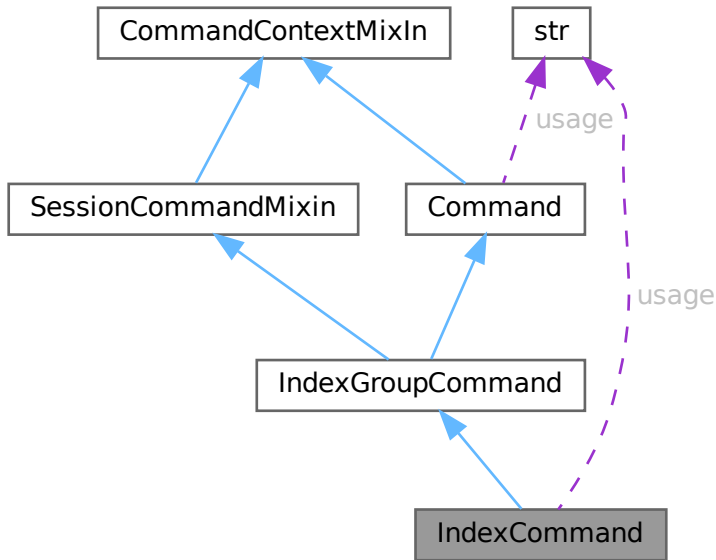 CommandContextMixIn
str
usage
SessionCommandMixin
Command
usage
IndexGroupCommand
IndexCommand